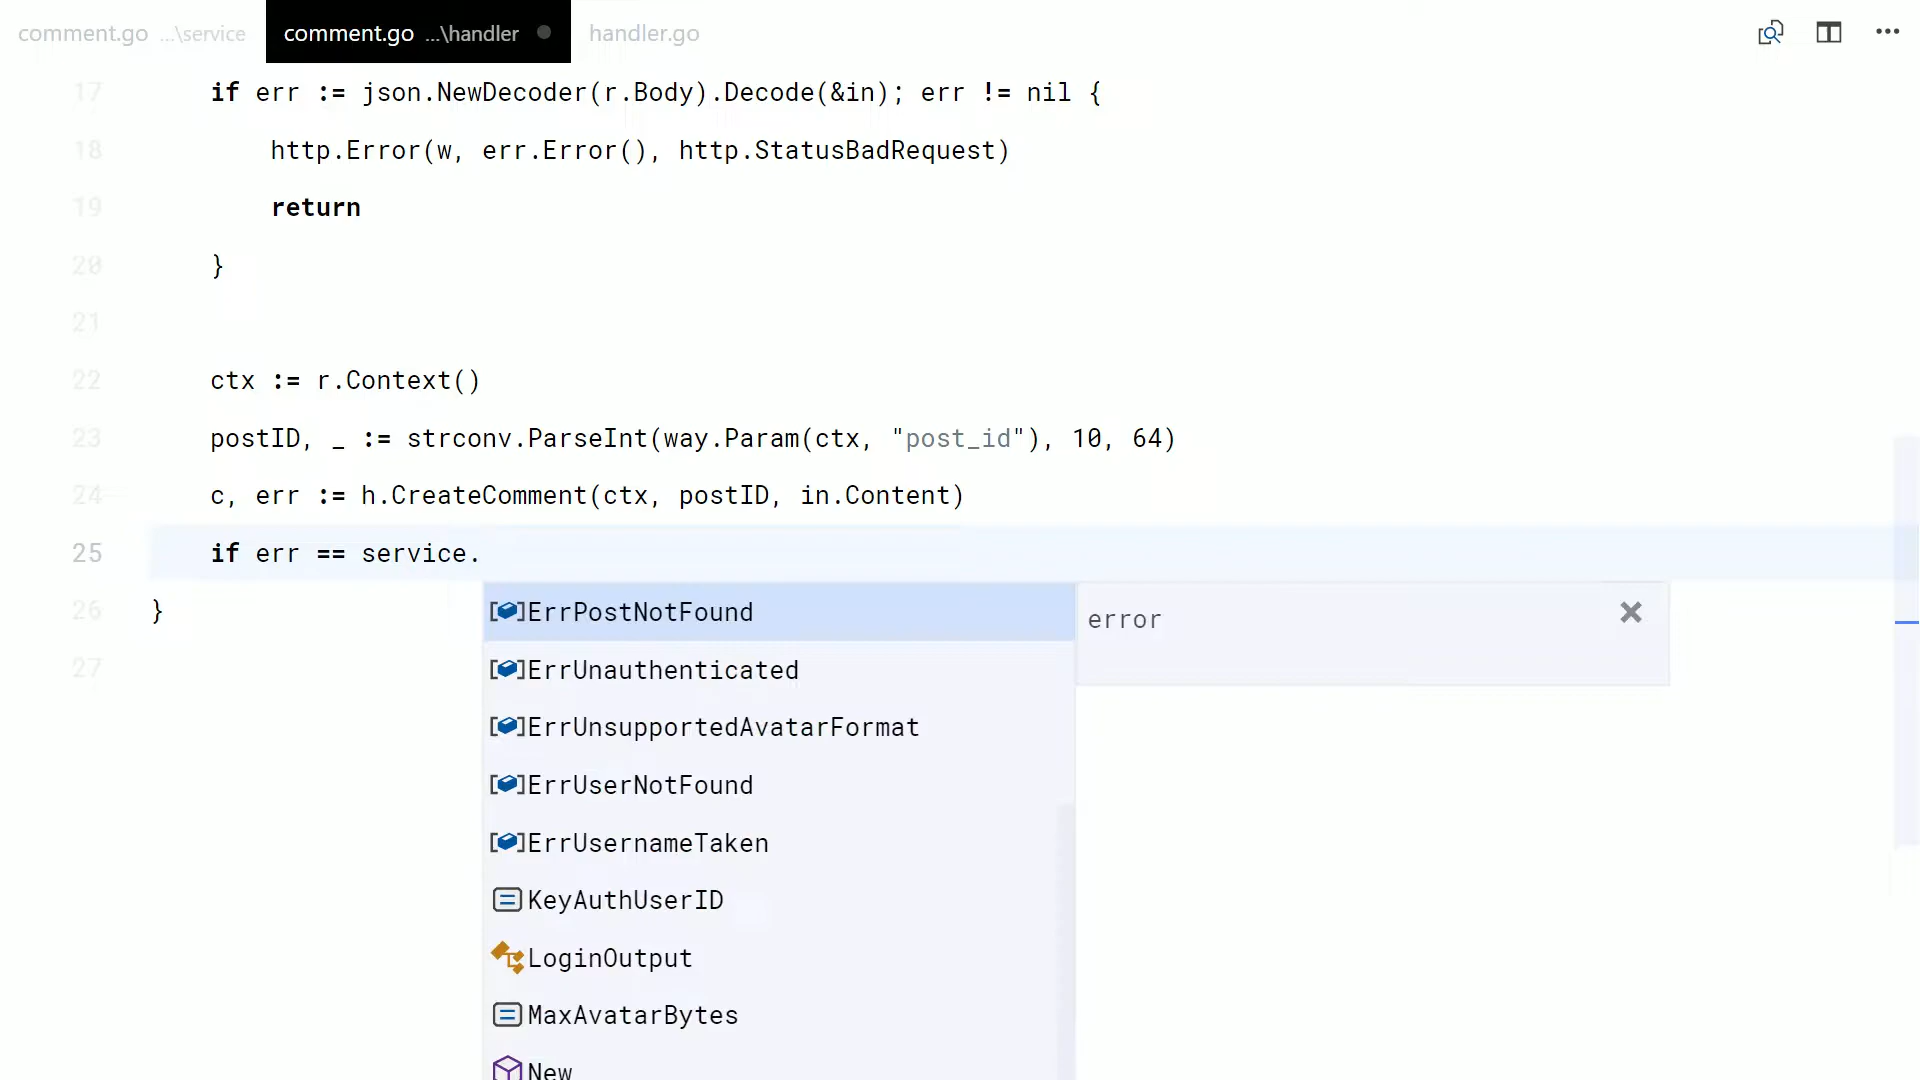 comment.go ...\service comment.go ...\handler handler.go
17 if err := json.NewDecoder(r.Body).Decode(&in); err != nil {
18 http.Error(w, err.Error(), http.StatusBadRequest)
19 return
20 }
21
22 ctx := r.Context()
23 postID, _ := strconv.ParseInt(way.Param(ctx, "post_id"), 10, 64)
24 c, err := h.CreateComment(ctx, postID, in.Content)
25 if err == service.
26 }
27
ErrPostNotFound error
ErrUnauthenticated
ErrUnsupportedAvatarFormat
ErrUserNotFound
ErrUsernameTaken
KeyAuthUserID
LoginOutput
MaxAvatarBytes
New